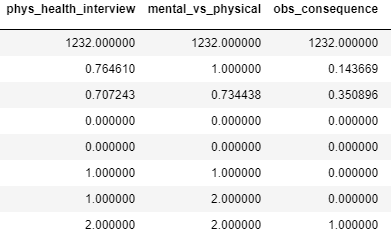 phys_health_interview mental_vs_physical obs_consequence
1232.000000 1232.000000 1232.000000
0.764610 1.000000 0.143669
0.707243 0.734438 0.350896
0.000000 0.000000 0.000000
0.000000 0.000000 0.000000
1.000000 1.000000 0.000000
1.000000 2.000000 0.000000
2.000000 2.000000 1.000000